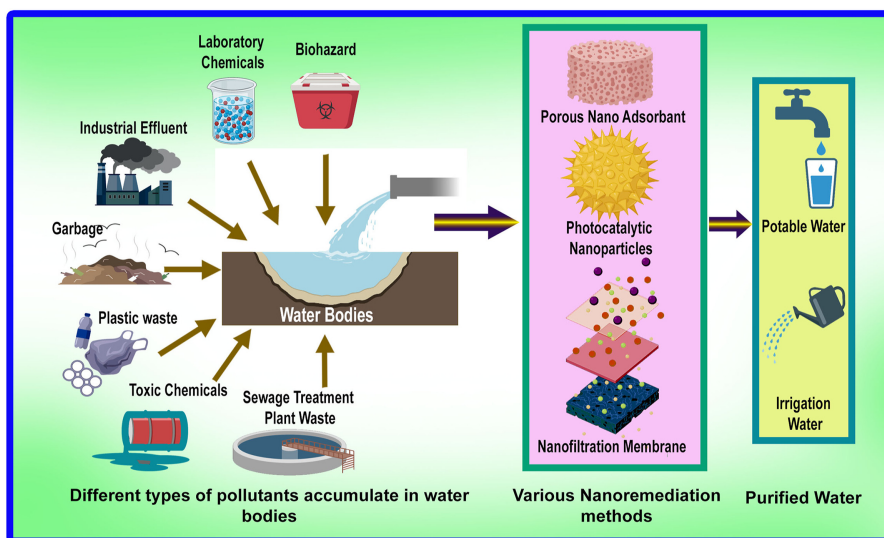 Laboratory
Chemicals
Biohazard
Industrial Effluent
Garbage
Plastic waste
Toxic Chemicals
Sewage Treatment
Plant Waste
Water Bodies
Different types of pollutants accumulate in water
bodies
Porous Nano Adsorbant
Photocatalytic
Nanoparticles
Nanofiltration Membrane
Various Nanoremediation
methods
Potable Water
Irrigation
Water
Purified Water